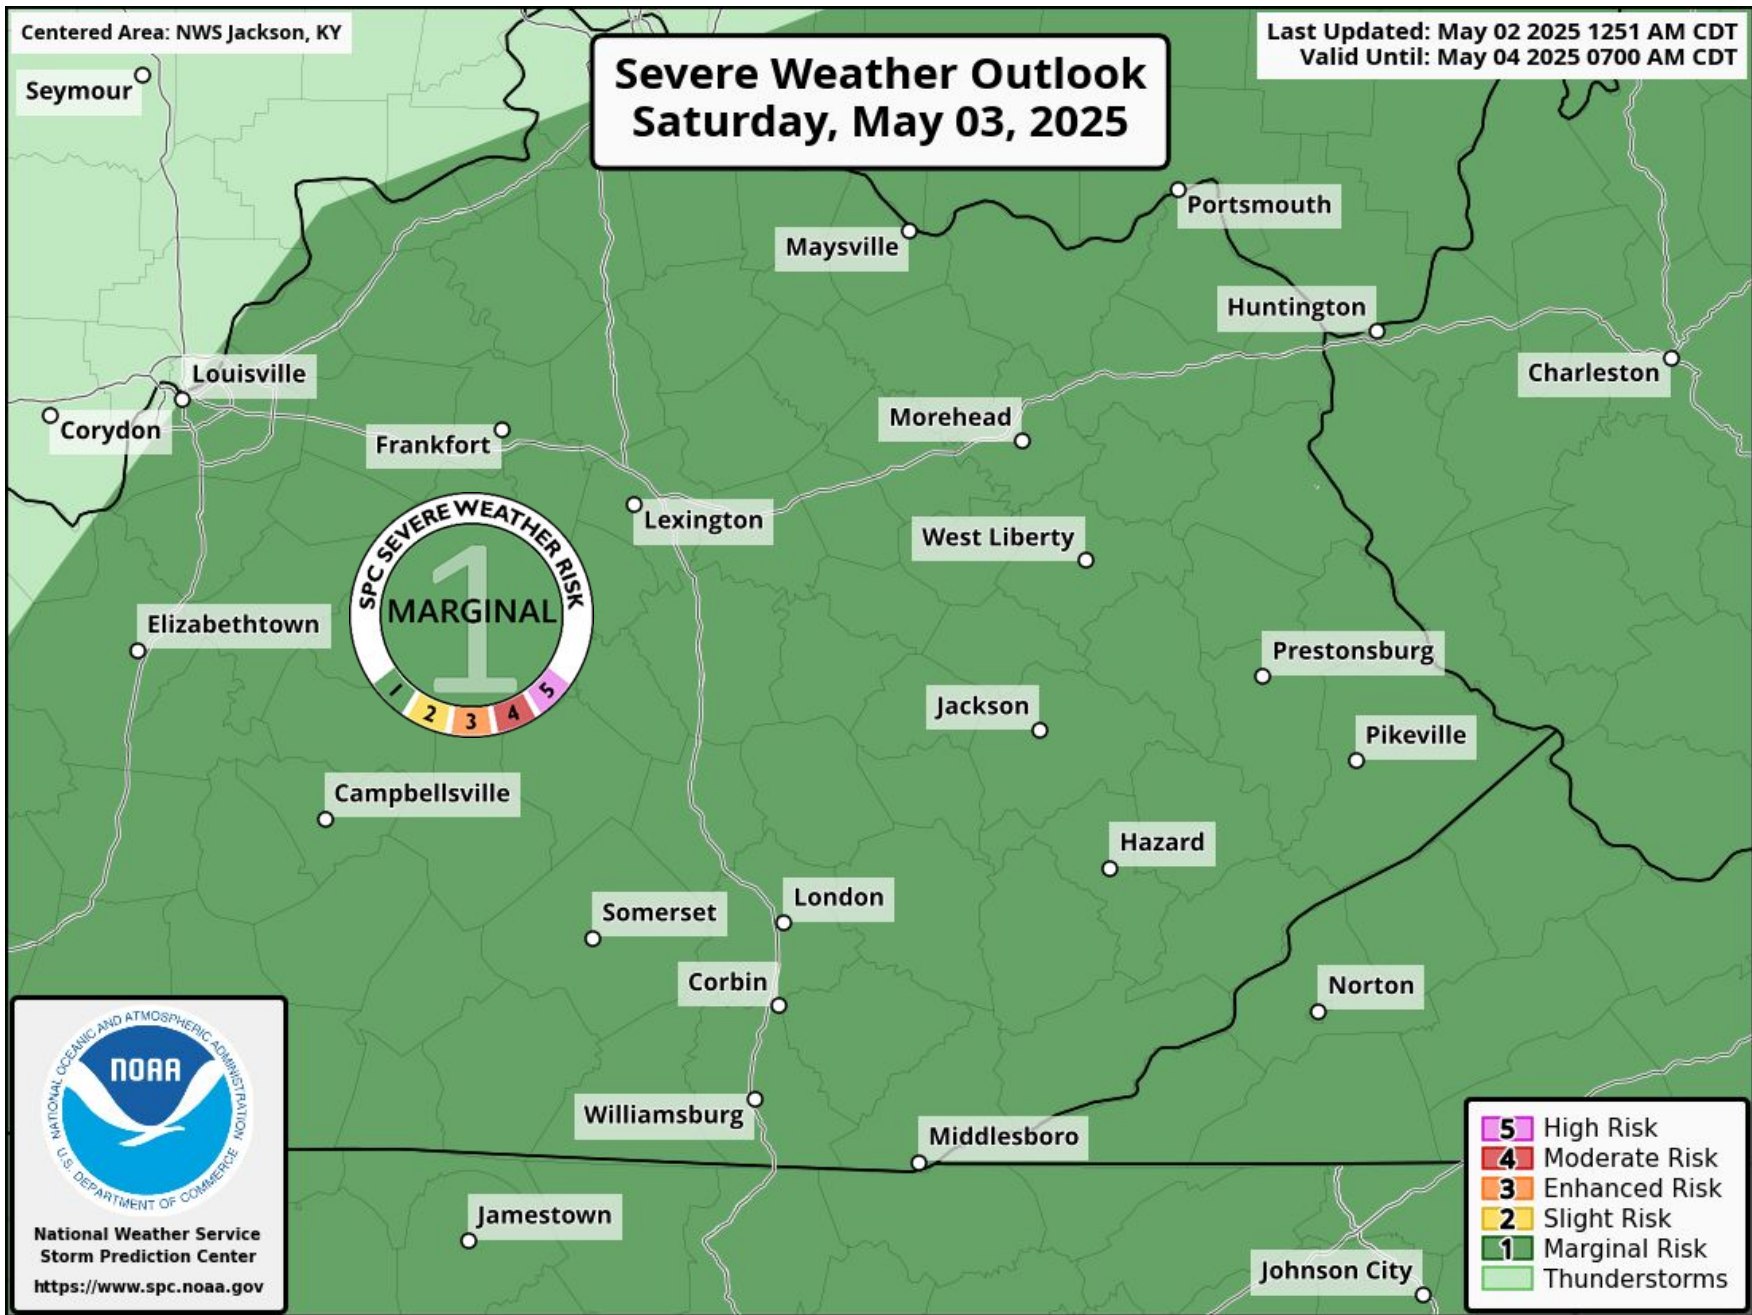 Centered Area: NWS Jackson, KY
Last Updated: May 02 2025 1251 AM CDT
Valid Until: May 04 2025 0700 AM CDT
Severe Weather Outlook
Saturday, May 03, 2025
Seymour
Portsmouth
Maysville
Huntington
Charleston
Louisville
Corydon
Frankfort
Morehead
Lexington
West Liberty
SPC SEVERE WEATHER RISK
1
MARGINAL
1 2 3 4 5
Elizabethtown
Prestonsburg
Jackson
Pikeville
Campbellsville
Hazard
London
Somerset
Corbin
Norton
Williamsburg
Middlesboro
Jamestown
Johnson City
NATIONAL OCEANIC AND ATMOSPHERIC ADMINISTRATION
NOAA
U.S. DEPARTMENT OF COMMERCE
National Weather Service
Storm Prediction Center
https://www.spc.noaa.gov
5 High Risk
4 Moderate Risk
3 Enhanced Risk
2 Slight Risk
1 Marginal Risk
Thunderstorms